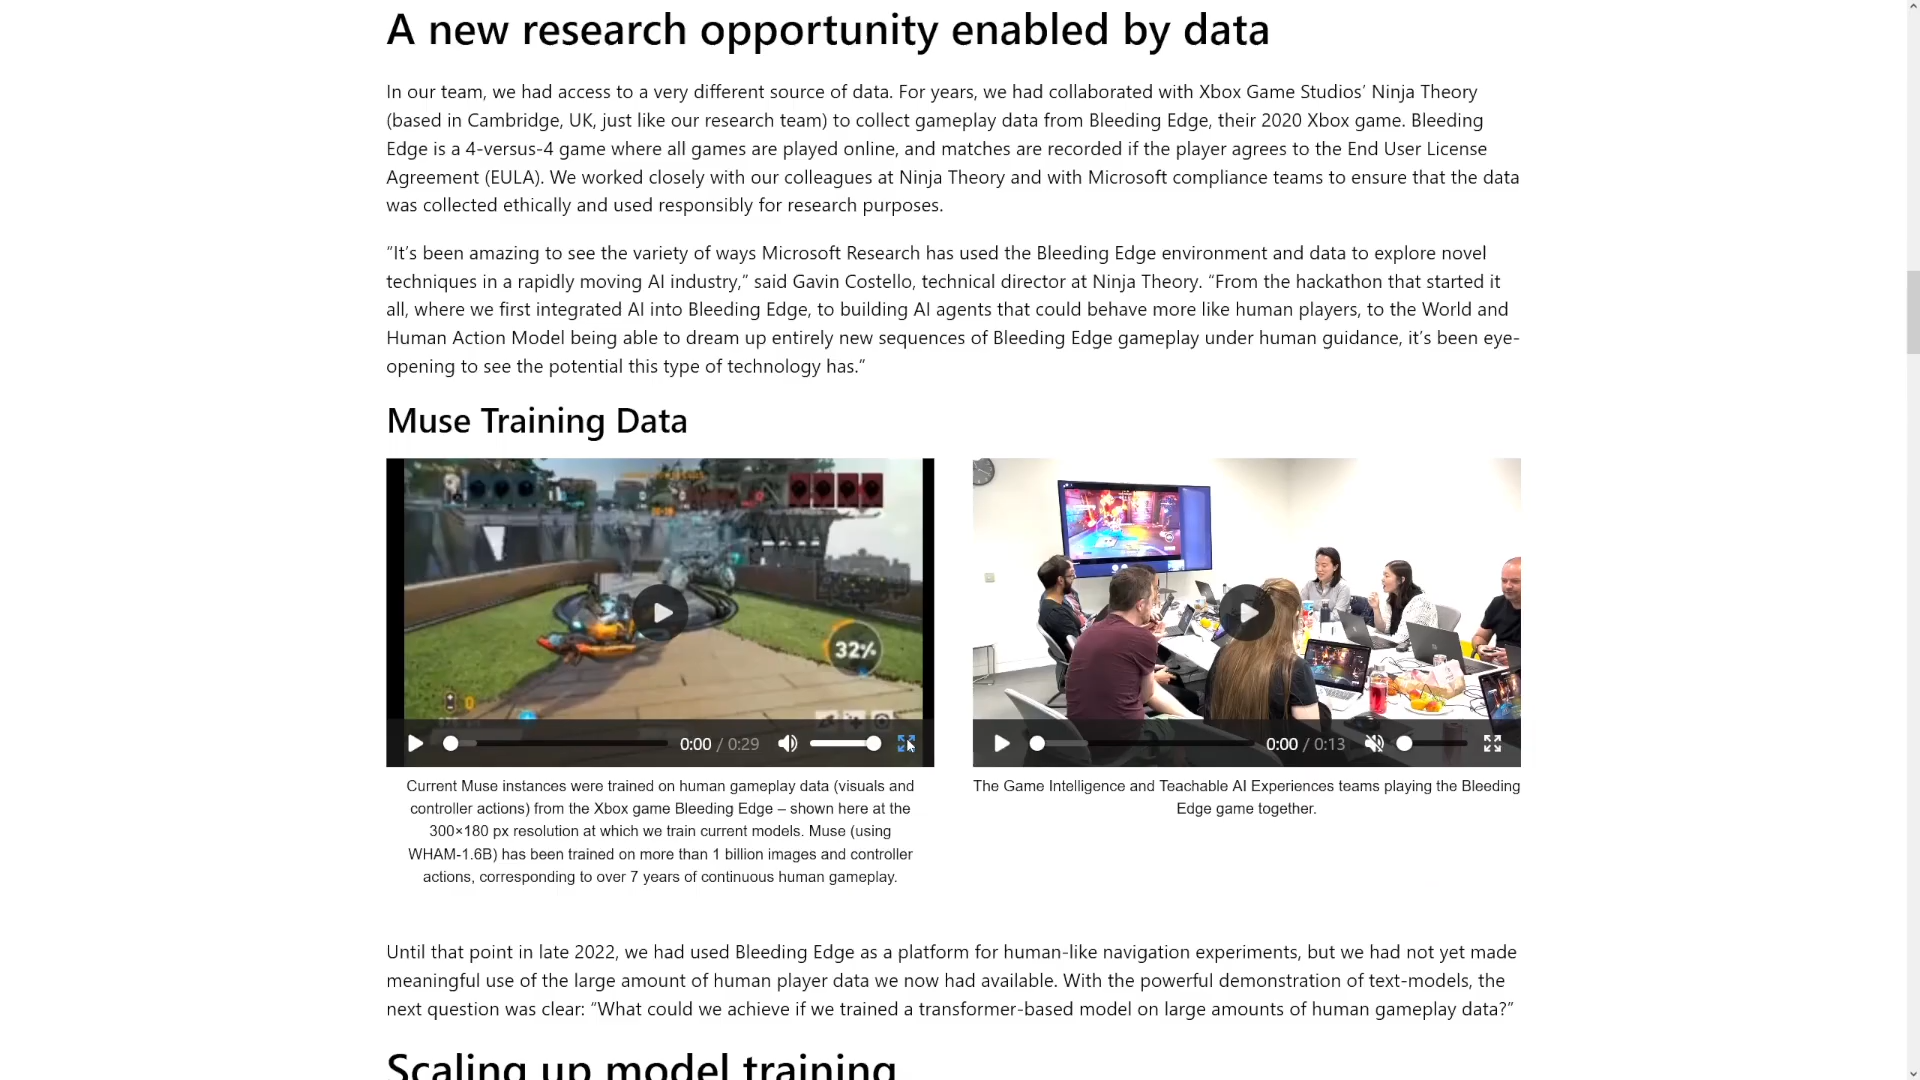 A new research opportunity enabled by data
In our team, we had access to a very different source of data. For years, we had collaborated with Xbox Game Studios’ Ninja Theory
(based in Cambridge, UK, just like our research team) to collect gameplay data from Bleeding Edge, their 2020 Xbox game. Bleeding
Edge is a 4-versus-4 game where all games are played online, and matches are recorded if the player agrees to the End User License
Agreement (EULA). We worked closely with our colleagues at Ninja Theory and with Microsoft compliance teams to ensure that the data
was collected ethically and used responsibly for research purposes.
“It’s been amazing to see the variety of ways Microsoft Research has used the Bleeding Edge environment and data to explore novel
techniques in a rapidly moving AI industry,” said Gavin Costello, technical director at Ninja Theory. “From the hackathon that started it
all, where we first integrated AI into Bleeding Edge, to building AI agents that could behave more like human players, to the World and
Human Action Model being able to dream up entirely new sequences of Bleeding Edge gameplay under human guidance, it’s been eye-
opening to see the potential this type of technology has.”
Muse Training Data
32%
0
0:00 / 0:29
0:00 / 0:13
Current Muse instances were trained on human gameplay data (visuals and
controller actions) from the Xbox game Bleeding Edge – shown here at the
300×180 px resolution at which we train current models. Muse (using
WHAM-1.6B) has been trained on more than 1 billion images and controller
actions, corresponding to over 7 years of continuous human gameplay.
The Game Intelligence and Teachable AI Experiences teams playing the Bleeding
Edge game together.
Until that point in late 2022, we had used Bleeding Edge as a platform for human-like navigation experiments, but we had not yet made
meaningful use of the large amount of human player data we now had available. With the powerful demonstration of text-models, the
next question was clear: “What could we achieve if we trained a transformer-based model on large amounts of human gameplay data?”
Scaling up model training